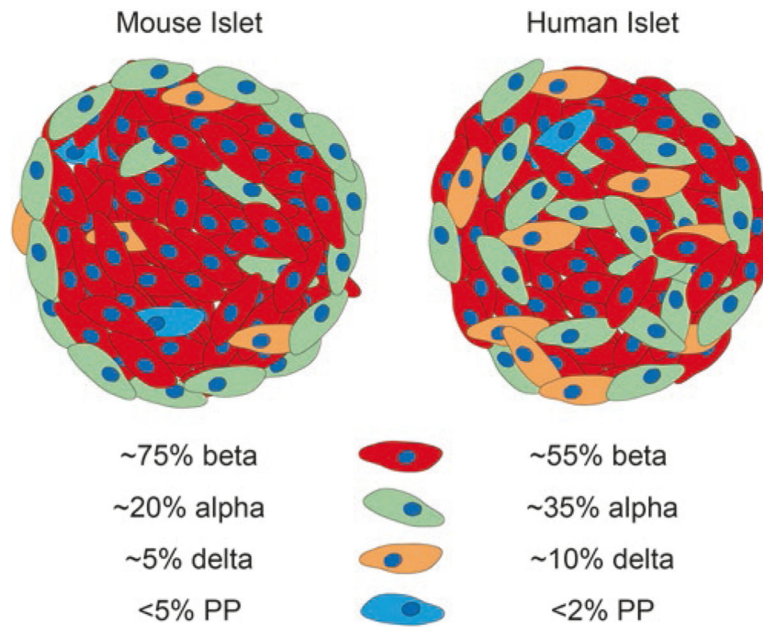 Mouse Islet Human Islet
~75% beta ~55% beta
~20% alpha ~35% alpha
~5% delta ~10% delta
<5% PP <2% PP